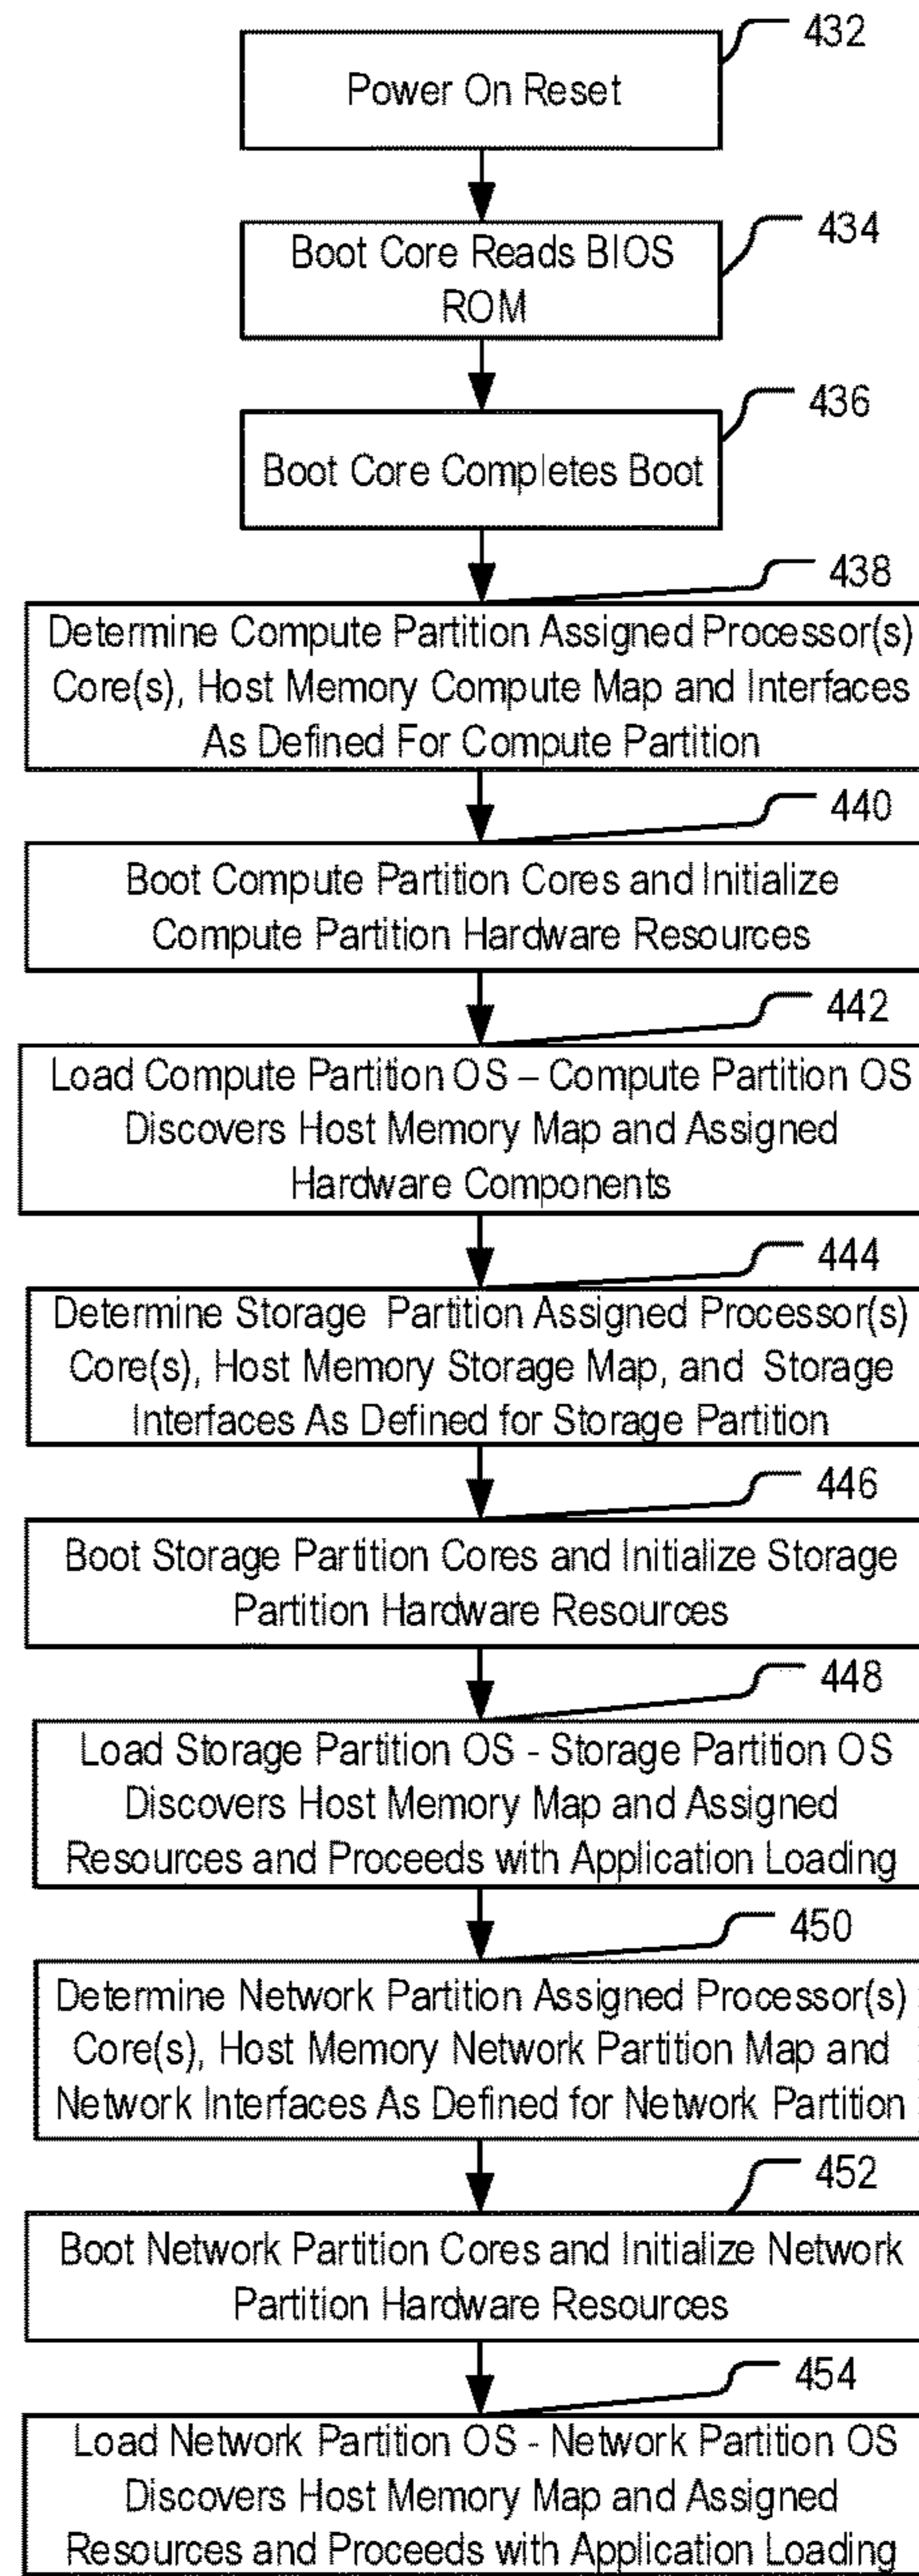 432
Power On Reset
434
Boot Core Reads BIOS
ROM
436
Boot Core Completes Boot
438
Determine Compute Partition Assigned Processor(s)
Core(s), Host Memory Compute Map and Interfaces
As Defined For Compute Partition
440
Boot Compute Partition Cores and Initialize
Compute Partition Hardware Resources
442
Load Compute Partition OS – Compute Partition OS
Discovers Host Memory Map and Assigned
Hardware Components
444
Determine Storage Partition Assigned Processor(s)
Core(s), Host Memory Storage Map, and Storage
Interfaces As Defined for Storage Partition
446
Boot Storage Partition Cores and Initialize Storage
Partition Hardware Resources
448
Load Storage Partition OS - Storage Partition OS
Discovers Host Memory Map and Assigned
Resources and Proceeds with Application Loading
450
Determine Network Partition Assigned Processor(s)
Core(s), Host Memory Network Partition Map and
Network Interfaces As Defined for Network Partition
452
Boot Network Partition Cores and Initialize Network
Partition Hardware Resources
454
Load Network Partition OS - Network Partition OS
Discovers Host Memory Map and Assigned
Resources and Proceeds with Application Loading